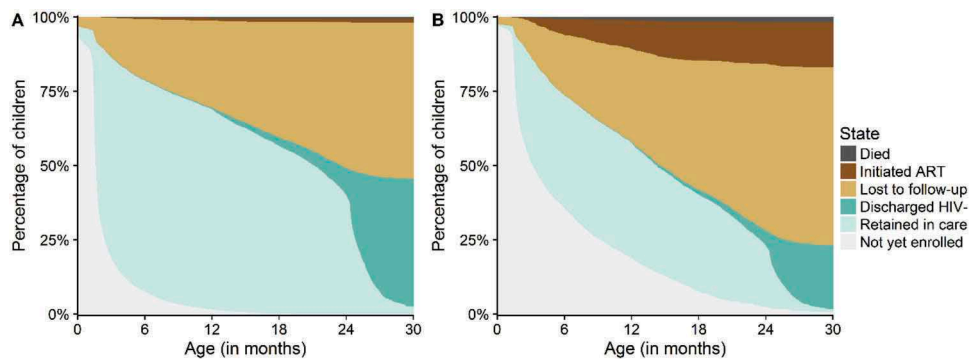 A
B
Percentage of children
100%
75%
50%
25%
0%
0 6 12 18 24 30
Age (in months)
Percentage of children
100%
75%
50%
25%
0%
0 6 12 18 24 30
Age (in months)
State
Died
Initiated ART
Lost to follow-up
Discharged HIV-
Retained in care
Not yet enrolled